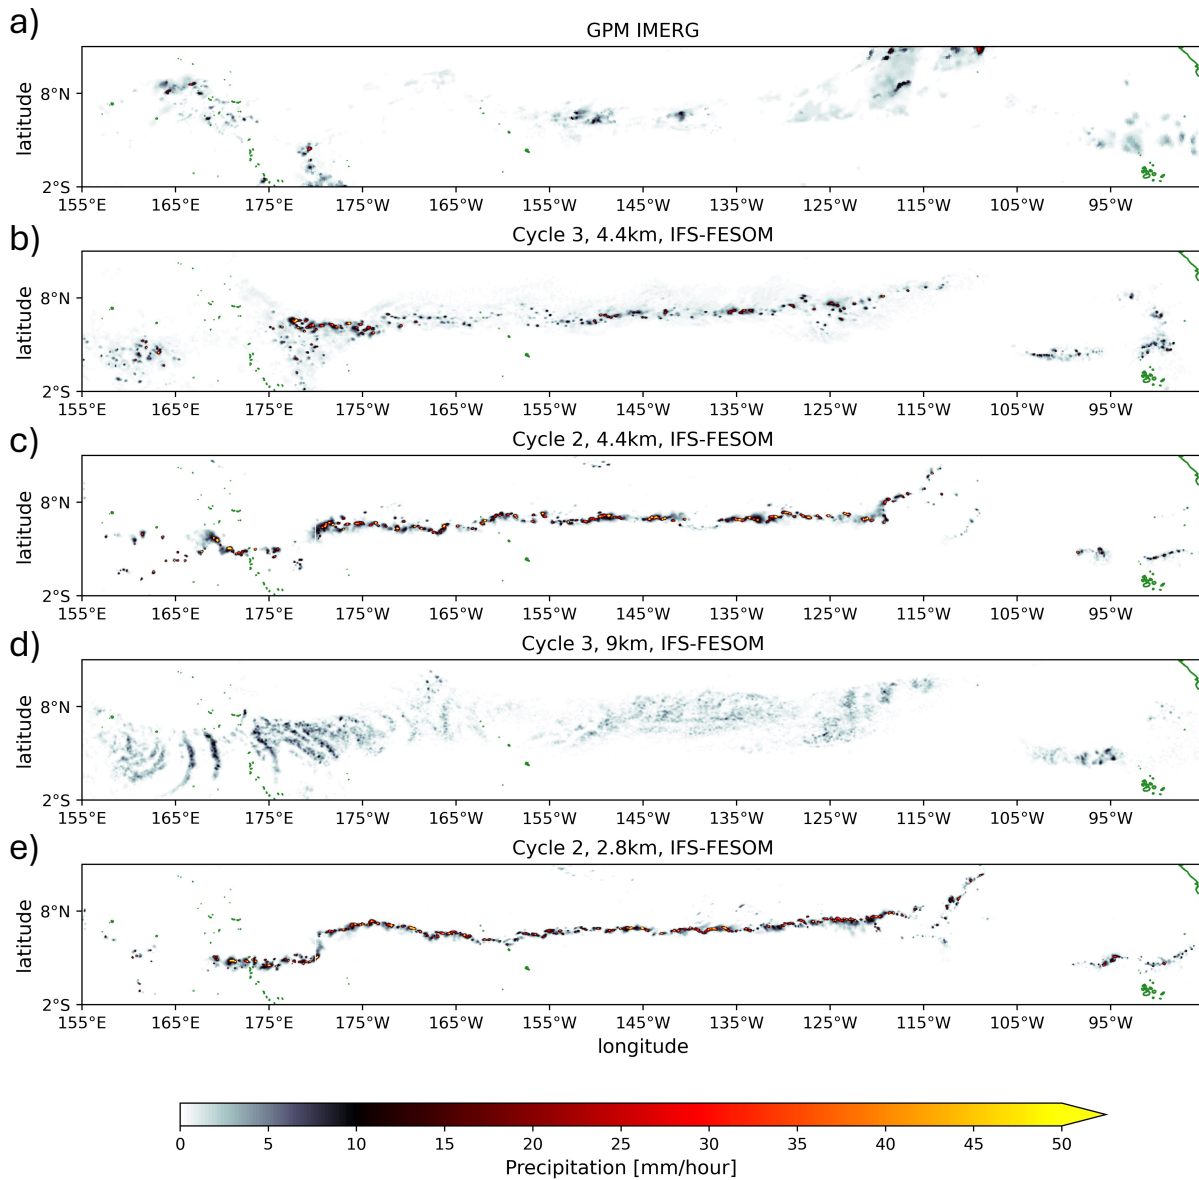 a)
GPM IMERG
latitude
8°N
2°S
155°E 165°E 175°E 175°W 165°W 155°W 145°W 135°W 125°W 115°W 105°W 95°W
b)
Cycle 3, 4.4km, IFS-FESOM
latitude
8°N
2°S
155°E 165°E 175°E 175°W 165°W 155°W 145°W 135°W 125°W 115°W 105°W 95°W
c)
Cycle 2, 4.4km, IFS-FESOM
latitude
8°N
2°S
155°E 165°E 175°E 175°W 165°W 155°W 145°W 135°W 125°W 115°W 105°W 95°W
d)
Cycle 3, 9km, IFS-FESOM
latitude
8°N
2°S
155°E 165°E 175°E 175°W 165°W 155°W 145°W 135°W 125°W 115°W 105°W 95°W
e)
Cycle 2, 2.8km, IFS-FESOM
latitude
8°N
2°S
155°E 165°E 175°E 175°W 165°W 155°W 145°W 135°W 125°W 115°W 105°W 95°W
longitude
0 5 10 15 20 25 30 35 40 45 50
Precipitation [mm/hour]